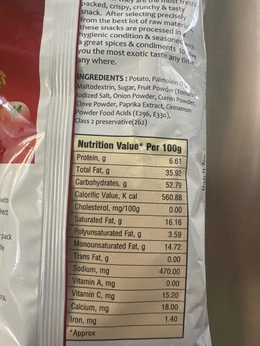 packed, crispy, crunchy & tasty
snack. After selecting precisely
from the best lot of raw
these snacks are processed in
hygienic condition & seasoned
a great spices & condiments to
you the most exotic taste any
any where.
INGREDIENTS : Potato, Palmolein
Maltodextrin, Sugar, Fruit Powder
Iodized Salt, Onion Powder, Cumin Powder,
Clove Powder, Paprika Extract, Cinnamon
Powder Food Acids (E296, E330),
Class 2 preservative(262)
Nutrition Value* Per 100g
Protein, g 6.61
Total Fat, g 35.92
Carbohydrates, g 52.79
Calorific Value, K cal 560.88
Cholesterol, mg/100g 0.00
Saturated Fat, g 16.16
Polyunsaturated Fat, g 3.59
Monounsaturated Fat, g 14.72
Trans Fat, g 0.00
Sodium, mg 470.00
Vitamin A, mg 0.00
Vitamin C, mg 15.20
Calcium, mg 18.00
Iron, mg 1.40
*Approx